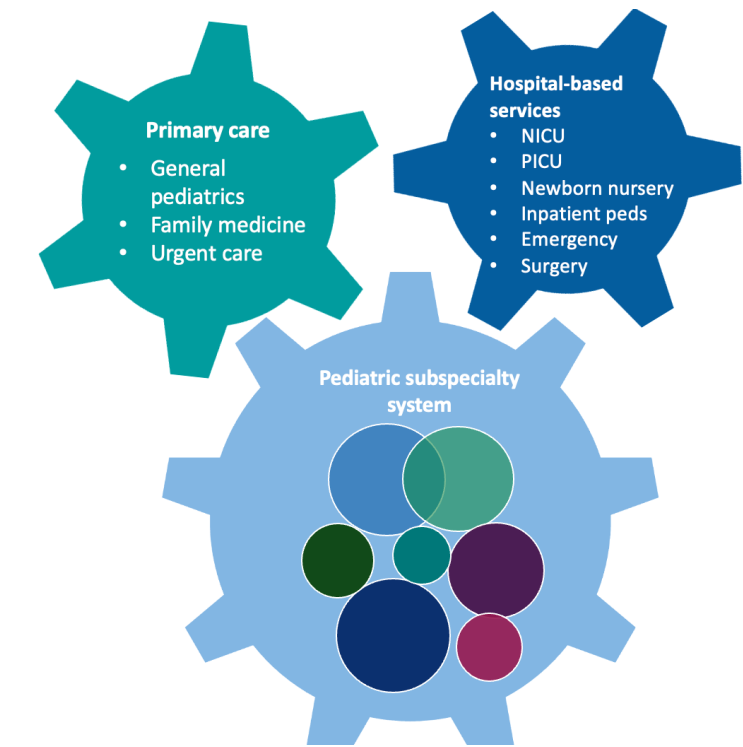 Primary care
• General
pediatrics
• Family medicine
• Urgent care
Hospital-based
services
• NICU
• PICU
• Newborn nursery
• Inpatient peds
• Emergency
• Surgery
Pediatric subspecialty
system